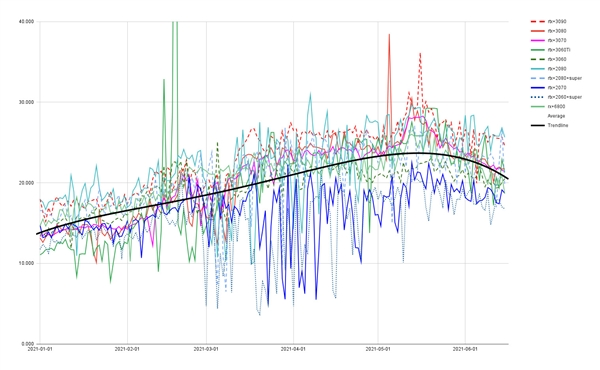 40.000
30.000
20.000
10.000
0.000
2021-01-01
2021-02-01
2021-03-01
2021-04-01
2021-05-01
2021-06-01
rtx+3090
rtx+3080
rtx+3070
rtx+3060Ti
rtx+3060
rtx+2080
rtx+2080+super
rtx+2070
rtx+2060+super
rx+6800
Average
Trendline